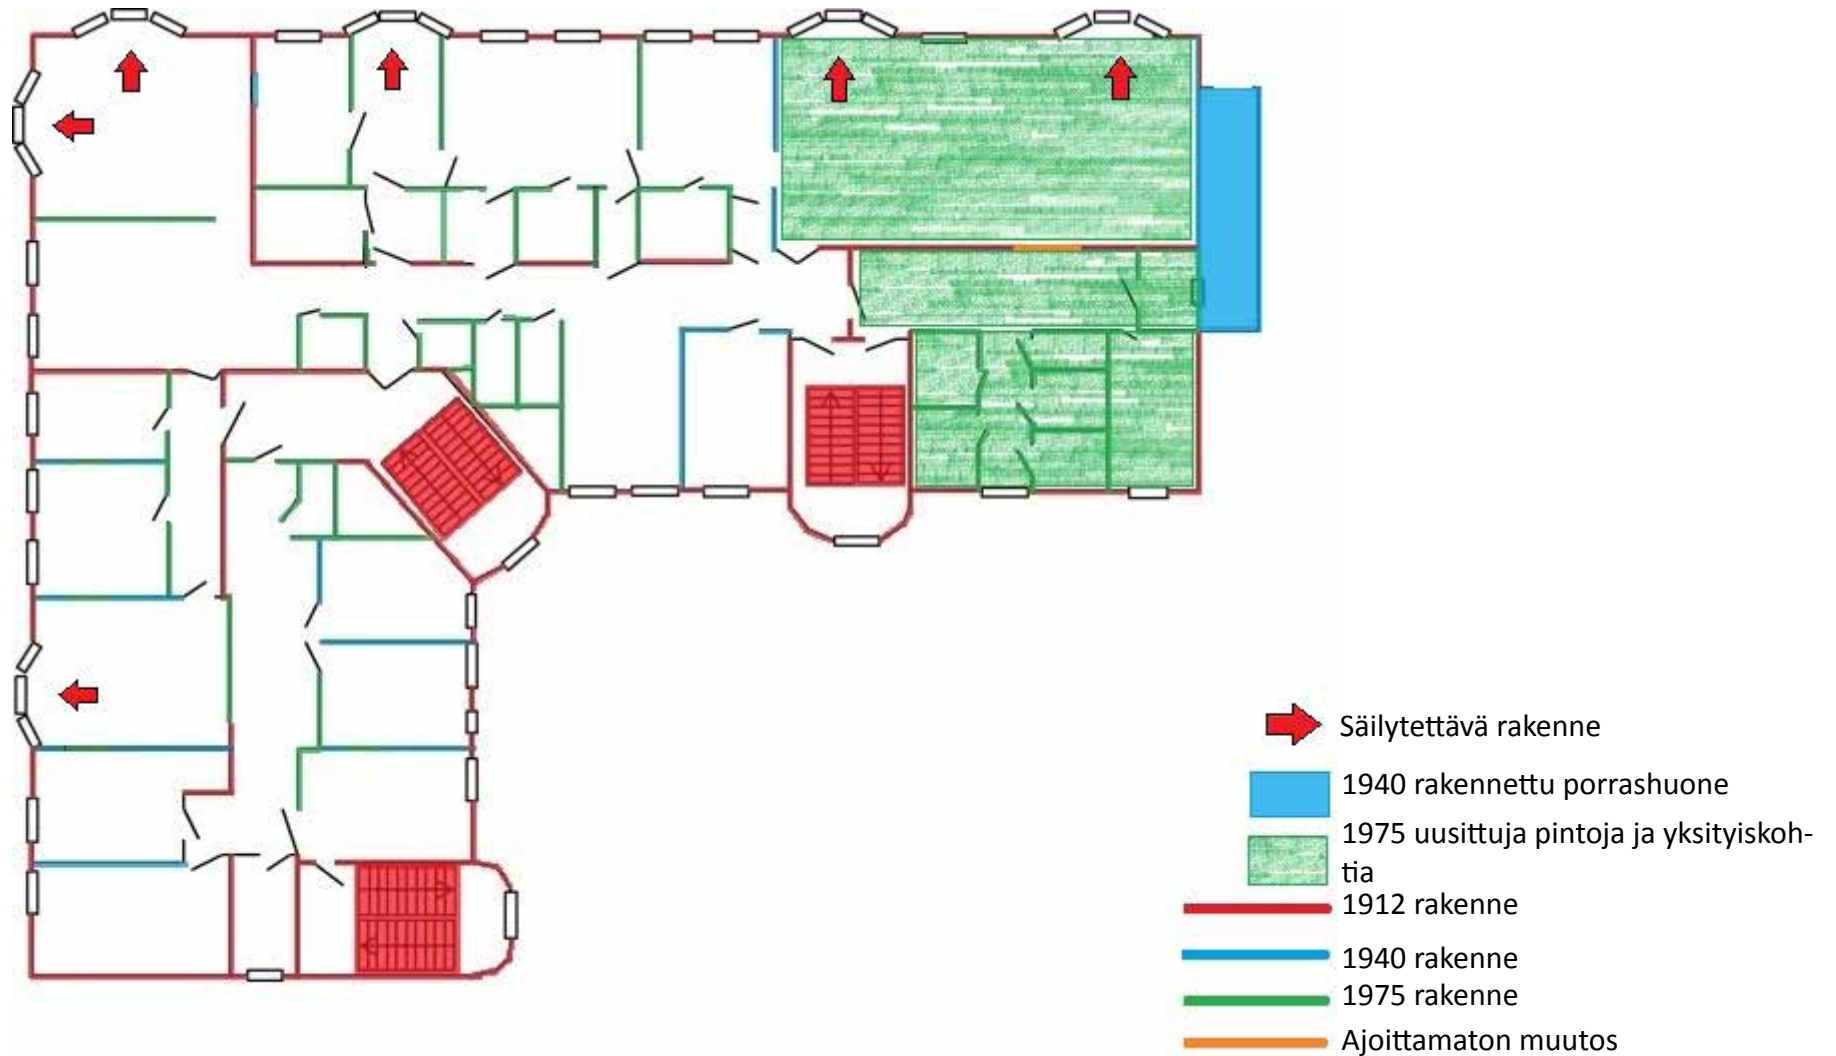 Säilytettävä rakenne
1940 rakennettu porrashuone
1975 uusittuja pintoja ja yksityiskoh-
tia
1912 rakenne
1940 rakenne
1975 rakenne
Ajoittamaton muutos